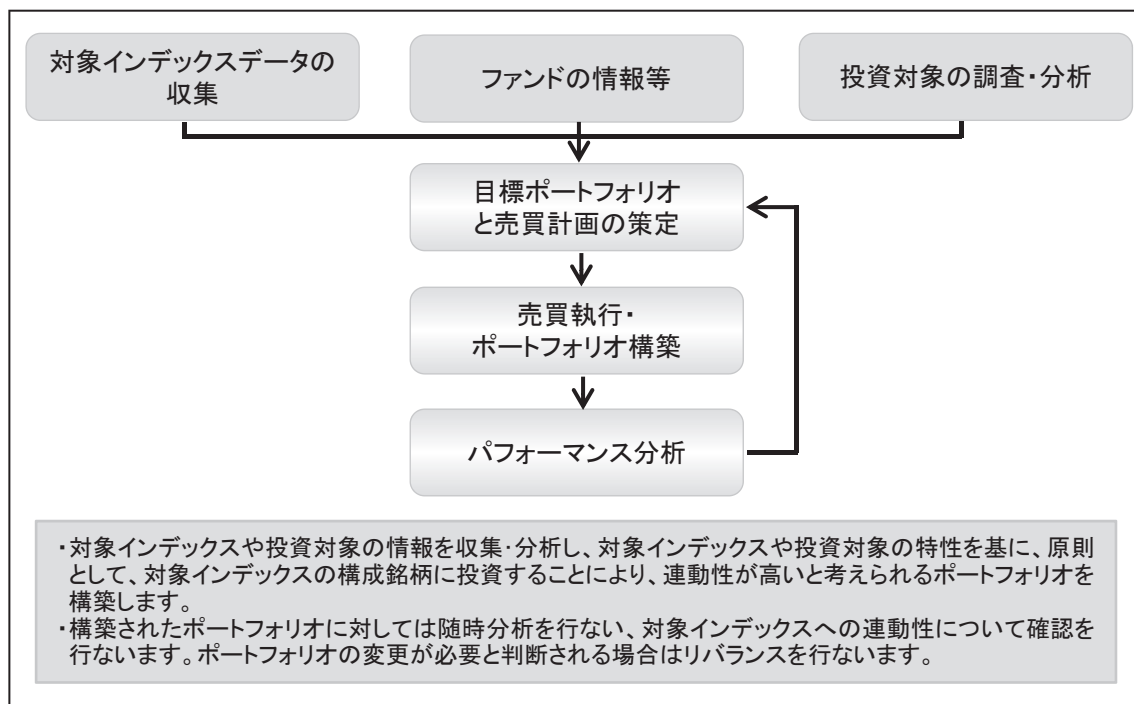 対象インデックスデータの
収集
ファンドの情報等
投資対象の調査・分析
目標ポートフォリオ
と売買計画の策定
売買執行・
ポートフォリオ構築
パフォーマンス分析
・対象インデックスや投資対象の情報を収集・分析し、対象インデックスや投資対象の特性を基に、原則
として、対象インデックスの構成銘柄に投資することにより、連動性が高いと考えられるポートフォリオを
構築します。
・構築されたポートフォリオに対しては随時分析を行ない、対象インデックスへの連動性について確認を
行ないます。ポートフォリオの変更が必要と判断される場合はリバランスを行ないます。